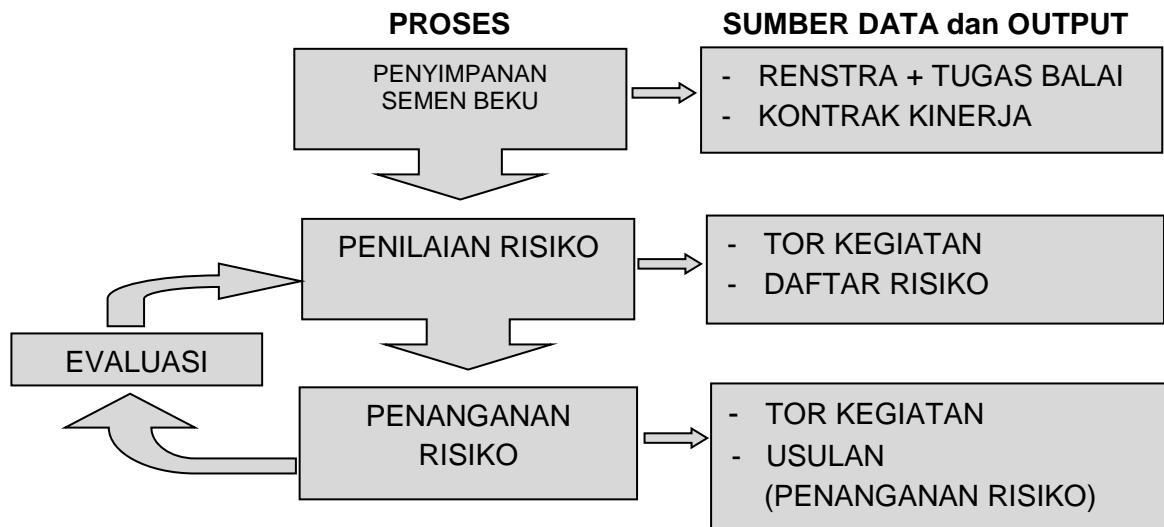 PROSES
SUMBER DATA dan OUTPUT
PENYIMPANAN
SEMEN BEKU
- RENSTRA + TUGAS BALAI
- KONTRAK KINERJA
PENILAIAN RISIKO
- TOR KEGIATAN
- DAFTAR RISIKO
EVALUASI
PENANGANAN
RISIKO
- TOR KEGIATAN
- USULAN
(PENANGANAN RISIKO)